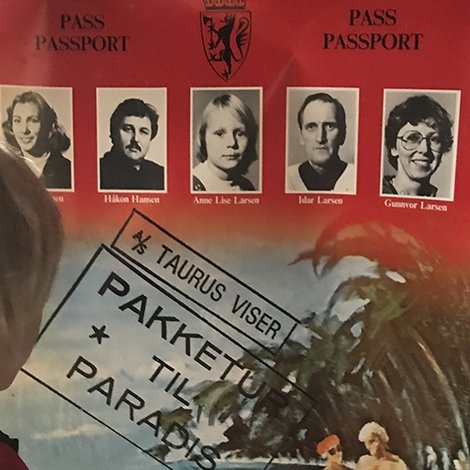 PASS
PASSPORT
PASS
PASSPORT
Håkon Hansen
Anne Lise Larsen
Idar Larsen
Gunnvor Larsen
A/S TAURUS VISER
PAKKETUR
* TIL
PARADIS